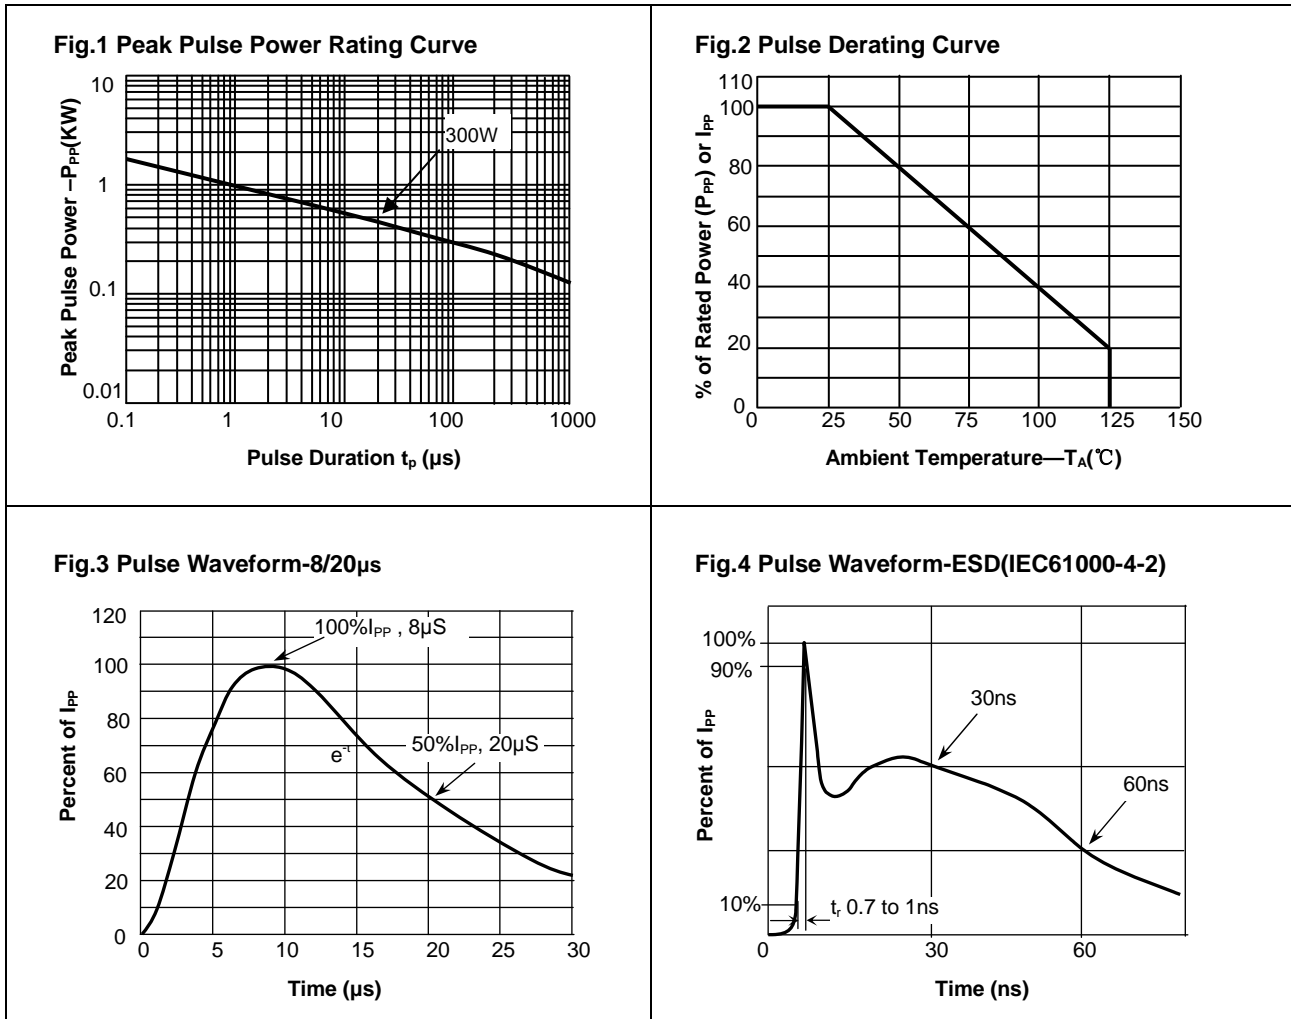 Fig.1 Peak Pulse Power Rating Curve
Peak Pulse Power –PPP(KW)
10
1
0.1
0.01
300W
0.1 1 10 100 1000
Pulse Duration tp (µs)
Fig.2 Pulse Derating Curve
% of Rated Power (PPP) or IPP
110
100
80
60
40
20
0
0 25 50 75 100 125 150
Ambient Temperature—TA(℃)
Fig.3 Pulse Waveform-8/20µs
Percent of IPP
120
100
80
60
40
20
0
100%IPP , 8µS
e-t
50%IPP, 20µS
0 5 10 15 20 25 30
Time (µs)
Fig.4 Pulse Waveform-ESD(IEC61000-4-2)
Percent of IPP
100%
90%
10%
30ns
60ns
tr 0.7 to 1ns
0 30 60
Time (ns)